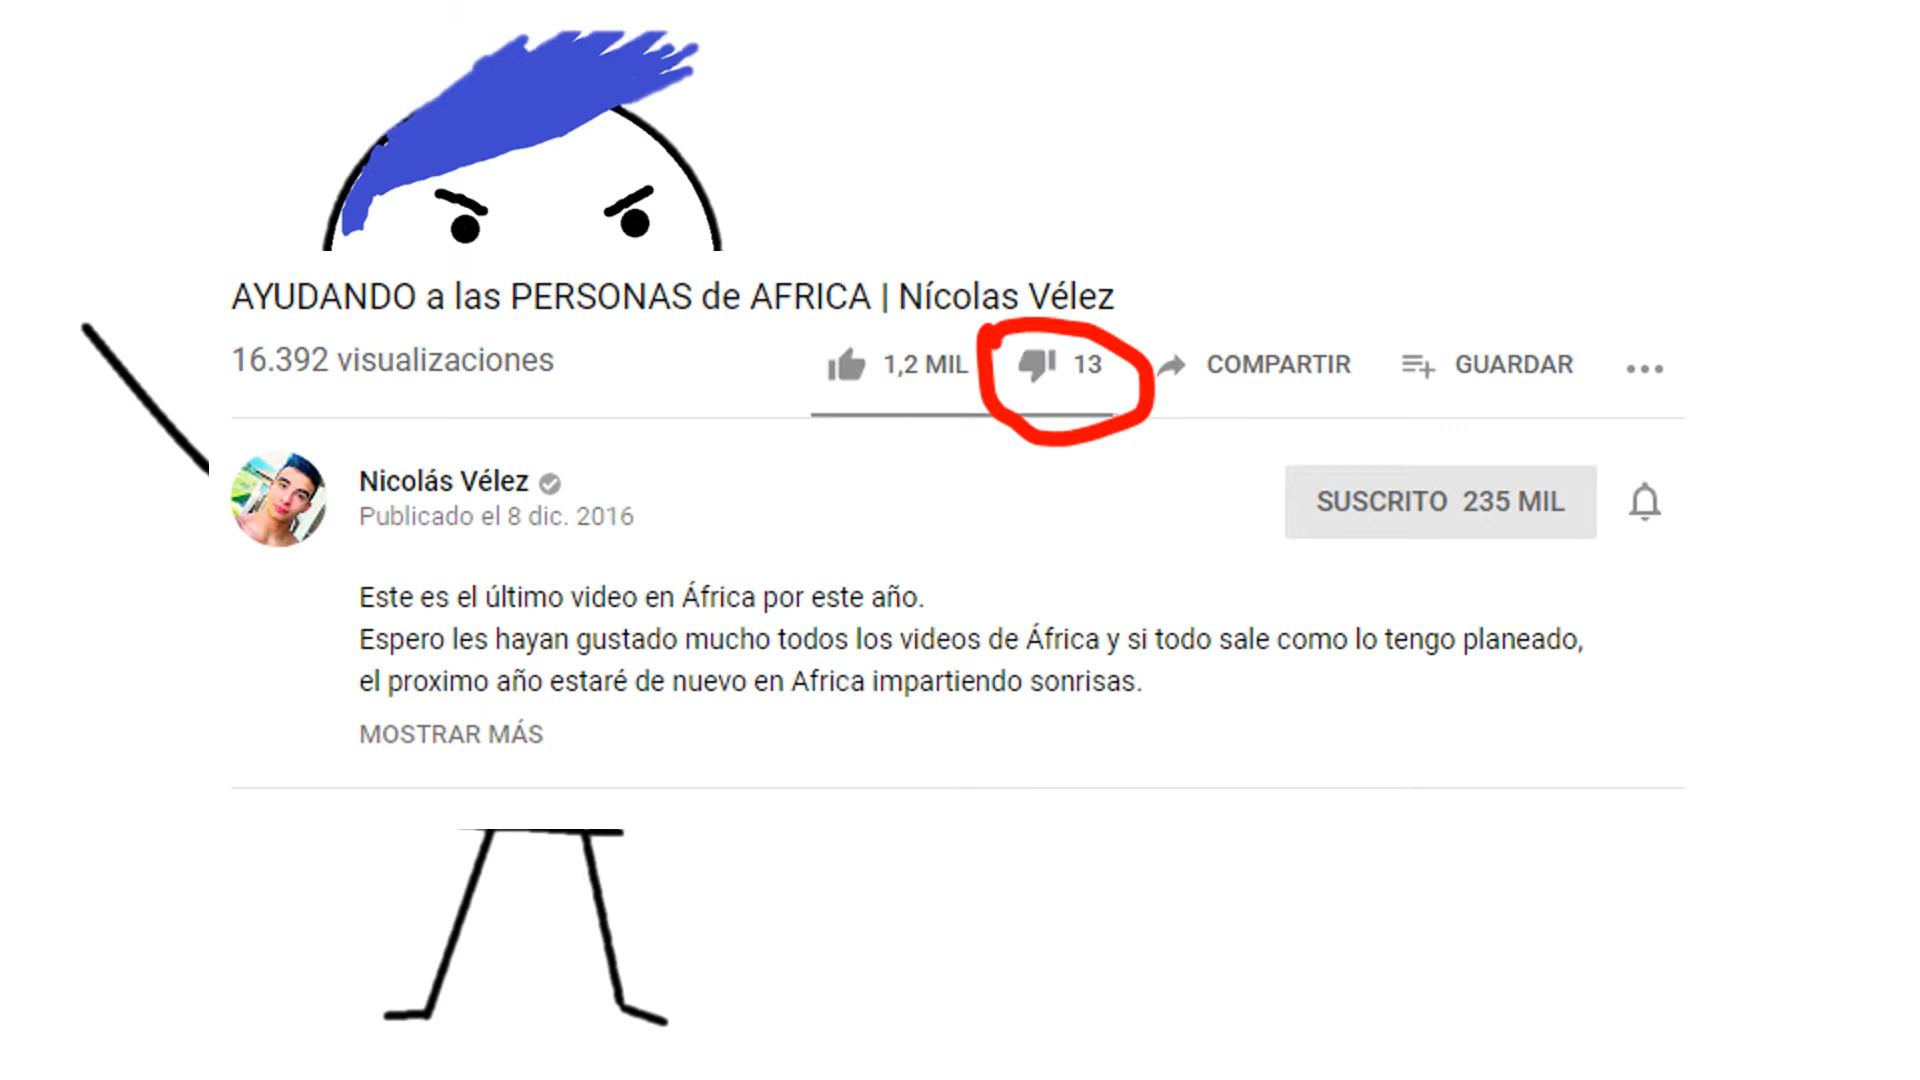 AYUDANDO a las PERSONAS de AFRICA | Nícolas Vélez
16.392 visualizaciones
1,2 MIL
13
COMPARTIR
GUARDAR
Nicolás Vélez
Publicado el 8 dic. 2016
SUSCRITO 235 MIL
Este es el último video en África por este año.
Espero les hayan gustado mucho todos los videos de África y si todo sale como lo tengo planeado,
el proximo año estaré de nuevo en Africa impartiendo sonrisas.
MOSTRAR MÁS